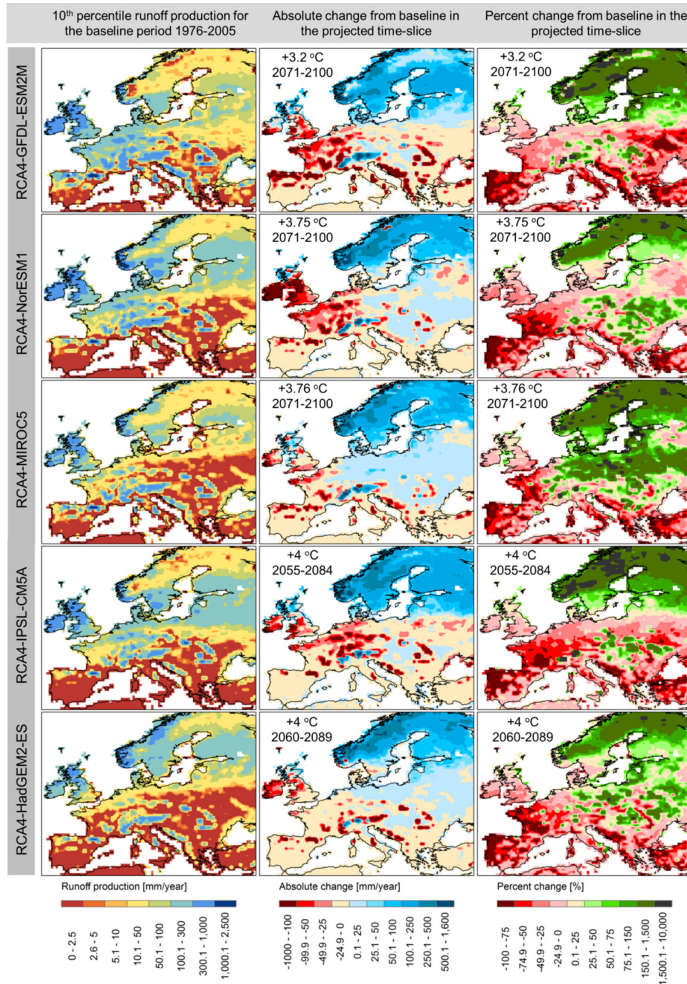 10th percentile runoff production for
the baseline period 1976-2005
Absolute change from baseline in
the projected time-slice
Percent change from baseline in the
projected time-slice
RCA4-GFDL-ESM2M
+3.2 °C
2071-2100
+3.2 °C
2071-2100
RCA4-NorESM1
+3.75 °C
2071-2100
+3.75 °C
2071-2100
RCA4-MIROC5
+3.76 °C
2071-2100
+3.76 °C
2071-2100
RCA4-IPSL-CM5A
+4 °C
2055-2084
+4 °C
2055-2084
RCA4-HadGEM2-ES
+4 °C
2060-2089
+4 °C
2060-2089
Runoff production [mm/year]
0 - 2.5
2.6 - 5
5.1 - 10
10.1 - 50
50.1 - 100
100.1 - 300
300.1 - 1,000
1,000.1 - 2,500
Absolute change [mm/year]
-1000 - -100
-99.9 - -50
-49.9 - -25
-24.9 - 0
0.1 - 25
25.1 - 50
50.1 - 100
100.1 - 250
250.1 - 500
500.1 - 1,600
Percent change [%]
-100 - -75
-74.9 - -50
-49.9 - -25
-24.9 - 0
0.1 - 25
25.1 - 50
50.1 - 75
75.1 - 150
150.1 - 1,500
1,500.1 - 10,000